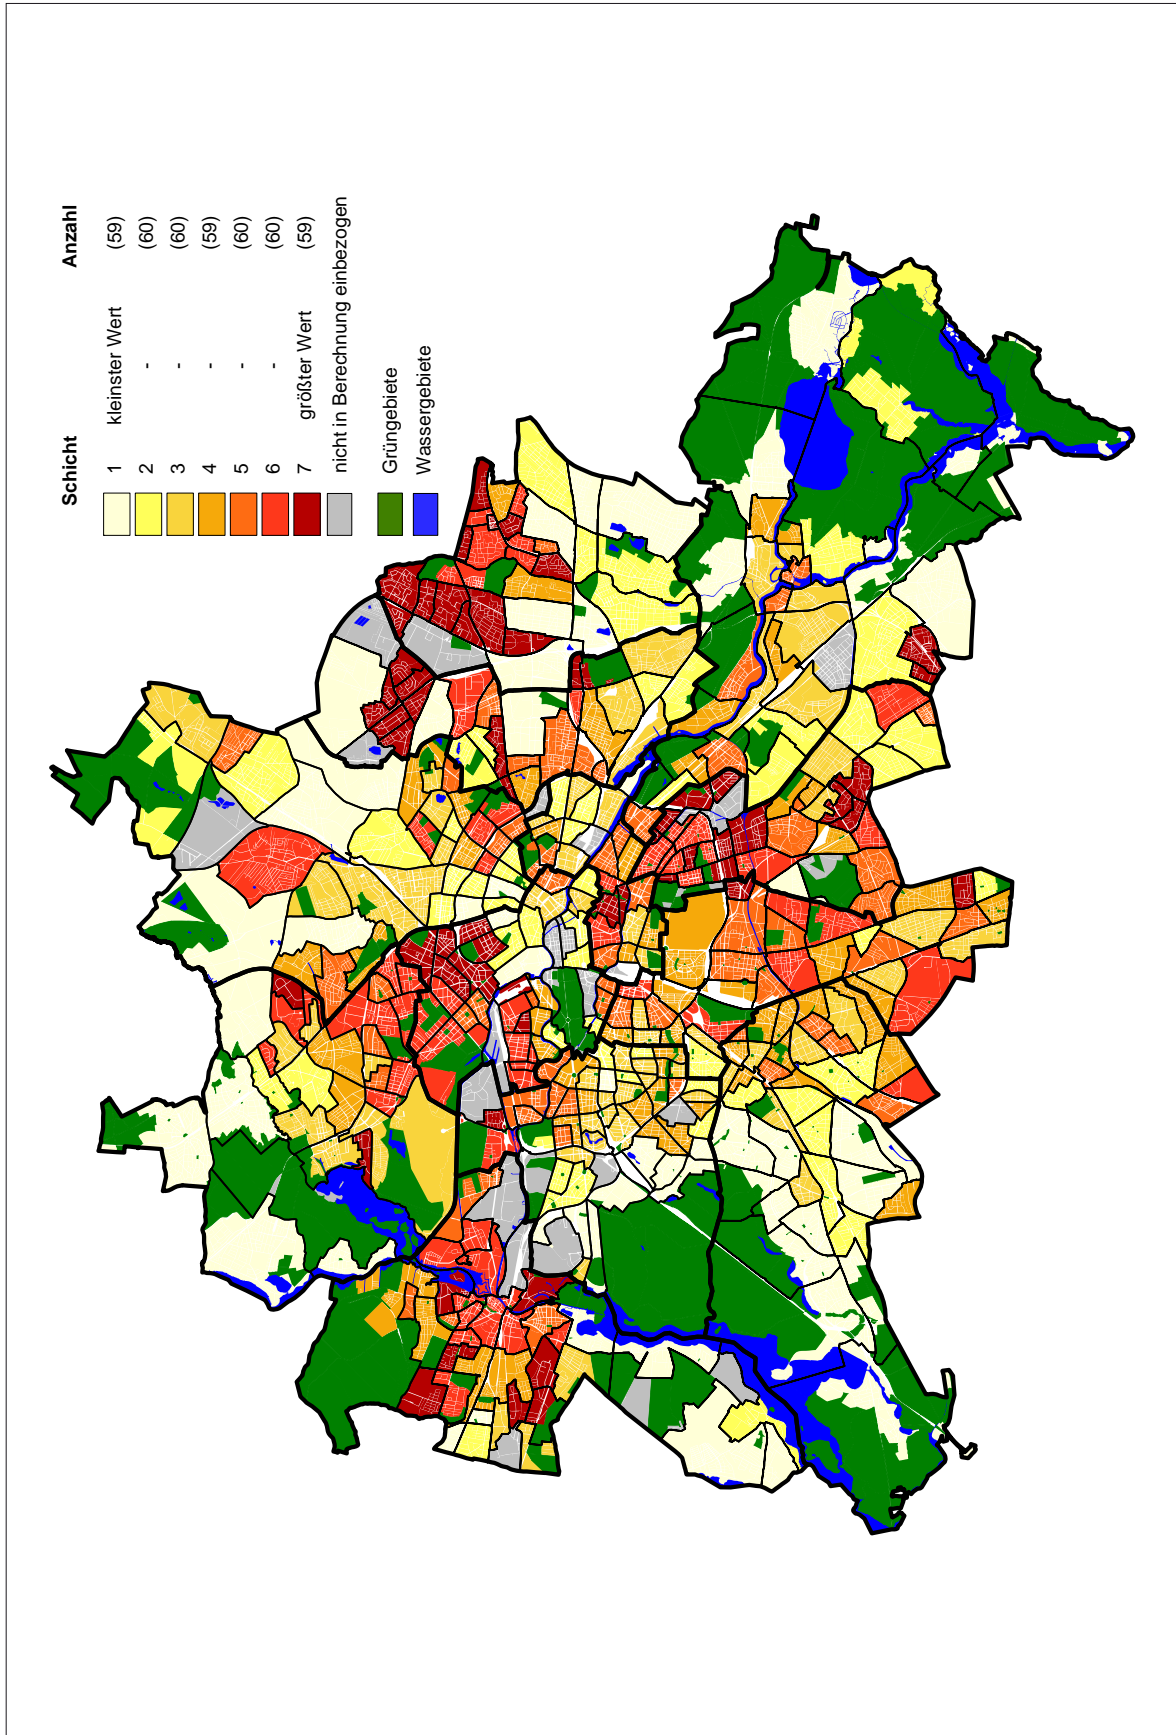 Schicht Anzahl
1 kleinster Wert (59)
2 - (60)
3 - (60)
4 - (59)
5 - (60)
6 - (60)
7 größter Wert (59)
nicht in Berechnung einbezogen
Grüngebiete
Wassergebiete